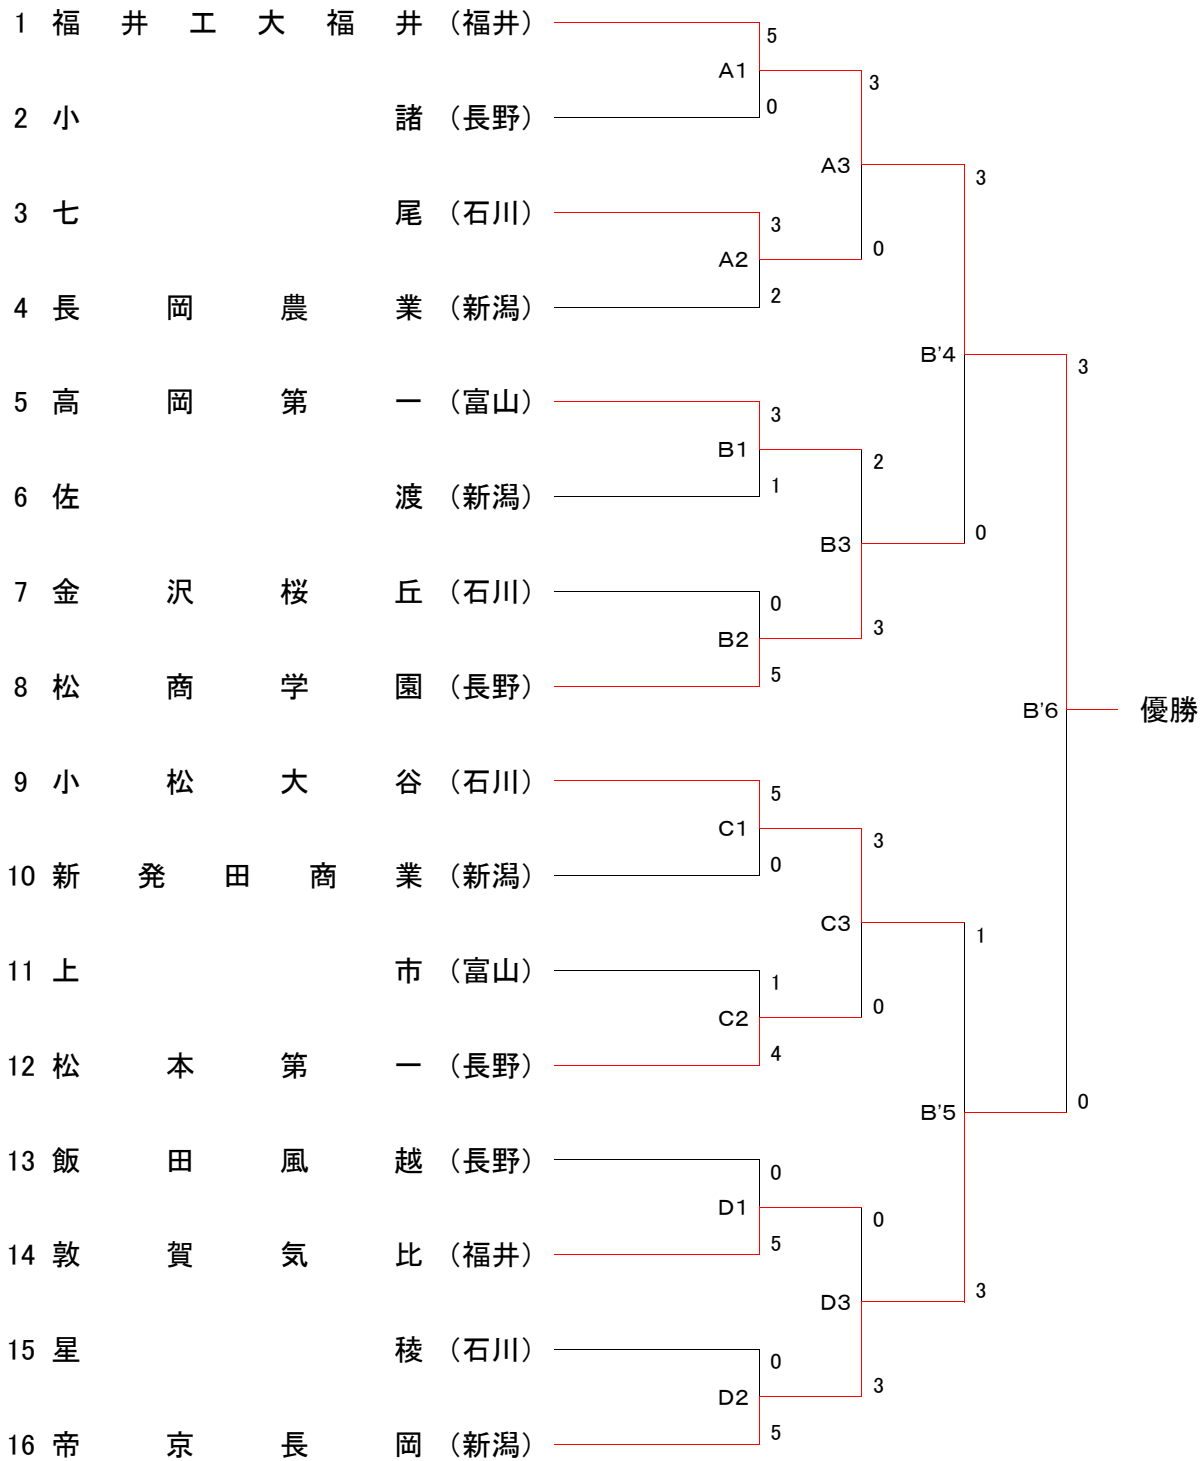 1 福井工大福井 （福井）
5
A1
3
0
2 小諸 （長野）
A3
3
3 七尾 （石川）
3
A2
0
2
4 長岡農業 （新潟）
B'4
3
5 高岡第一 （富山）
3
B1
2
1
6 佐渡 （新潟）
B3
0
7 金沢桜丘 （石川）
0
B2
3
5
8 松商学園 （長野）
B'6
優勝
9 小松大谷 （石川）
5
C1
3
0
10 新発田商業 （新潟）
C3
1
11 上市 （富山）
1
C2
0
4
12 松本第一 （長野）
B'5
0
13 飯田風越 （長野）
0
D1
0
5
14 敦賀気比 （福井）
D3
3
15 星稜 （石川）
0
D2
3
5
16 帝京長岡 （新潟）